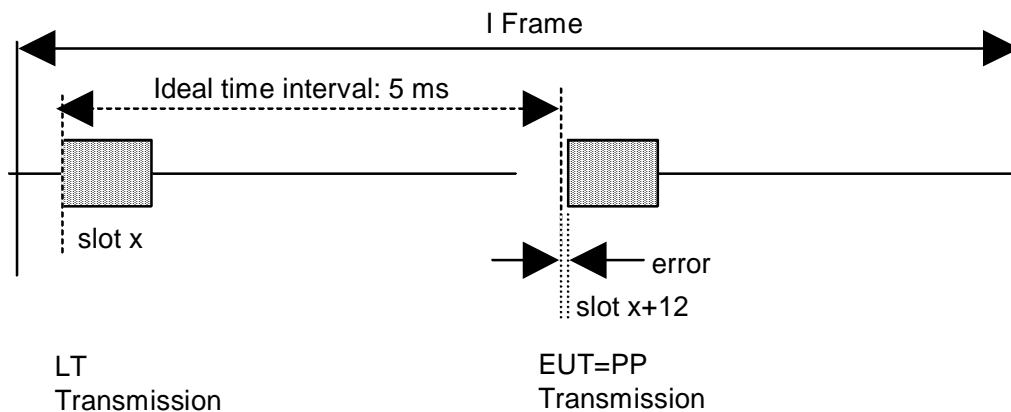 I Frame
Ideal time interval: 5 ms
slot x
error
slot x+12
LT
Transmission
EUT=PP
Transmission